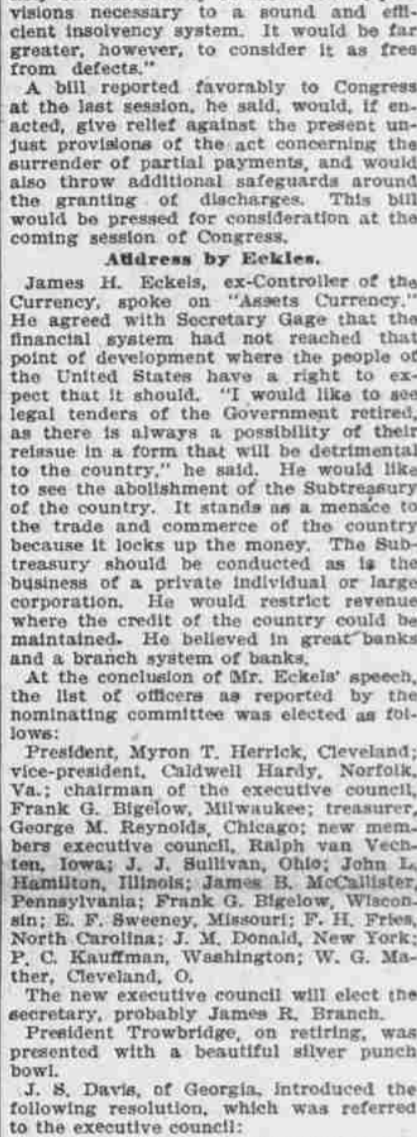 visions necessary to a sound and effi-
cient insolvency system. It would be far
greater, however, to consider it as free
from defects."
A bill reported favorably to Congress
at the last session, he said, would, if en-
acted, give relief against the present un-
just provisions of the act concerning the
surrender of partial payments, and would
also throw additional safeguards around
the granting of discharges. This bill
would be pressed for consideration at the
coming session of Congress.
Address by Eckles.
James H. Eckels, ex-Controller of the
Currency, spoke on "Assets Currency."
He agreed with Secretary Gage that the
financial system had not reached that
point of development where the people of
the United States have a right to ex-
pect that it should. "I would like to see
legal tenders of the Government retired,
as there is always a possibility of their
reissue in a form that will be detrimental
to the country," he said. He would like
to see the abolishment of the Subtreasury
of the country. It stands as a menace to
the trade and commerce of the country
because it locks up the money. The Sub-
treasury should be conducted as is the
business of a private individual or large
corporation. He would restrict revenue
where the credit of the country could be
maintained. He believed in great banks
and a branch system of banks.
At the conclusion of Mr. Eckels' speech,
the list of officers as reported by the
nominating committee was elected as fol-
lows:
President, Myron T. Herrick, Cleveland;
vice-president, Caldwell Hardy, Norfolk,
Va.; chairman of the executive council,
Frank G. Bigelow, Milwaukee; treasurer,
George M. Reynolds, Chicago; new mem-
bers executive council, Ralph van Vech-
ten, Iowa; J. J. Sullivan, Ohio; John L.
Hamilton, Illinois; James B. McCallister,
Pennsylvania; Frank G. Bigelow, Wiscon-
sin; E. F. Sweeney, Missouri; F. H. Fries,
North Carolina; J. M. Donald, New York;
P. C. Kauffman, Washington; W. G. Ma-
ther, Cleveland, O.
The new executive council will elect the
secretary, probably James R. Branch.
President Trowbridge, on retiring, was
presented with a beautiful silver punch
bowl.
J. S. Davis, of Georgia, introduced the
following resolution, which was referred
to the executive council: